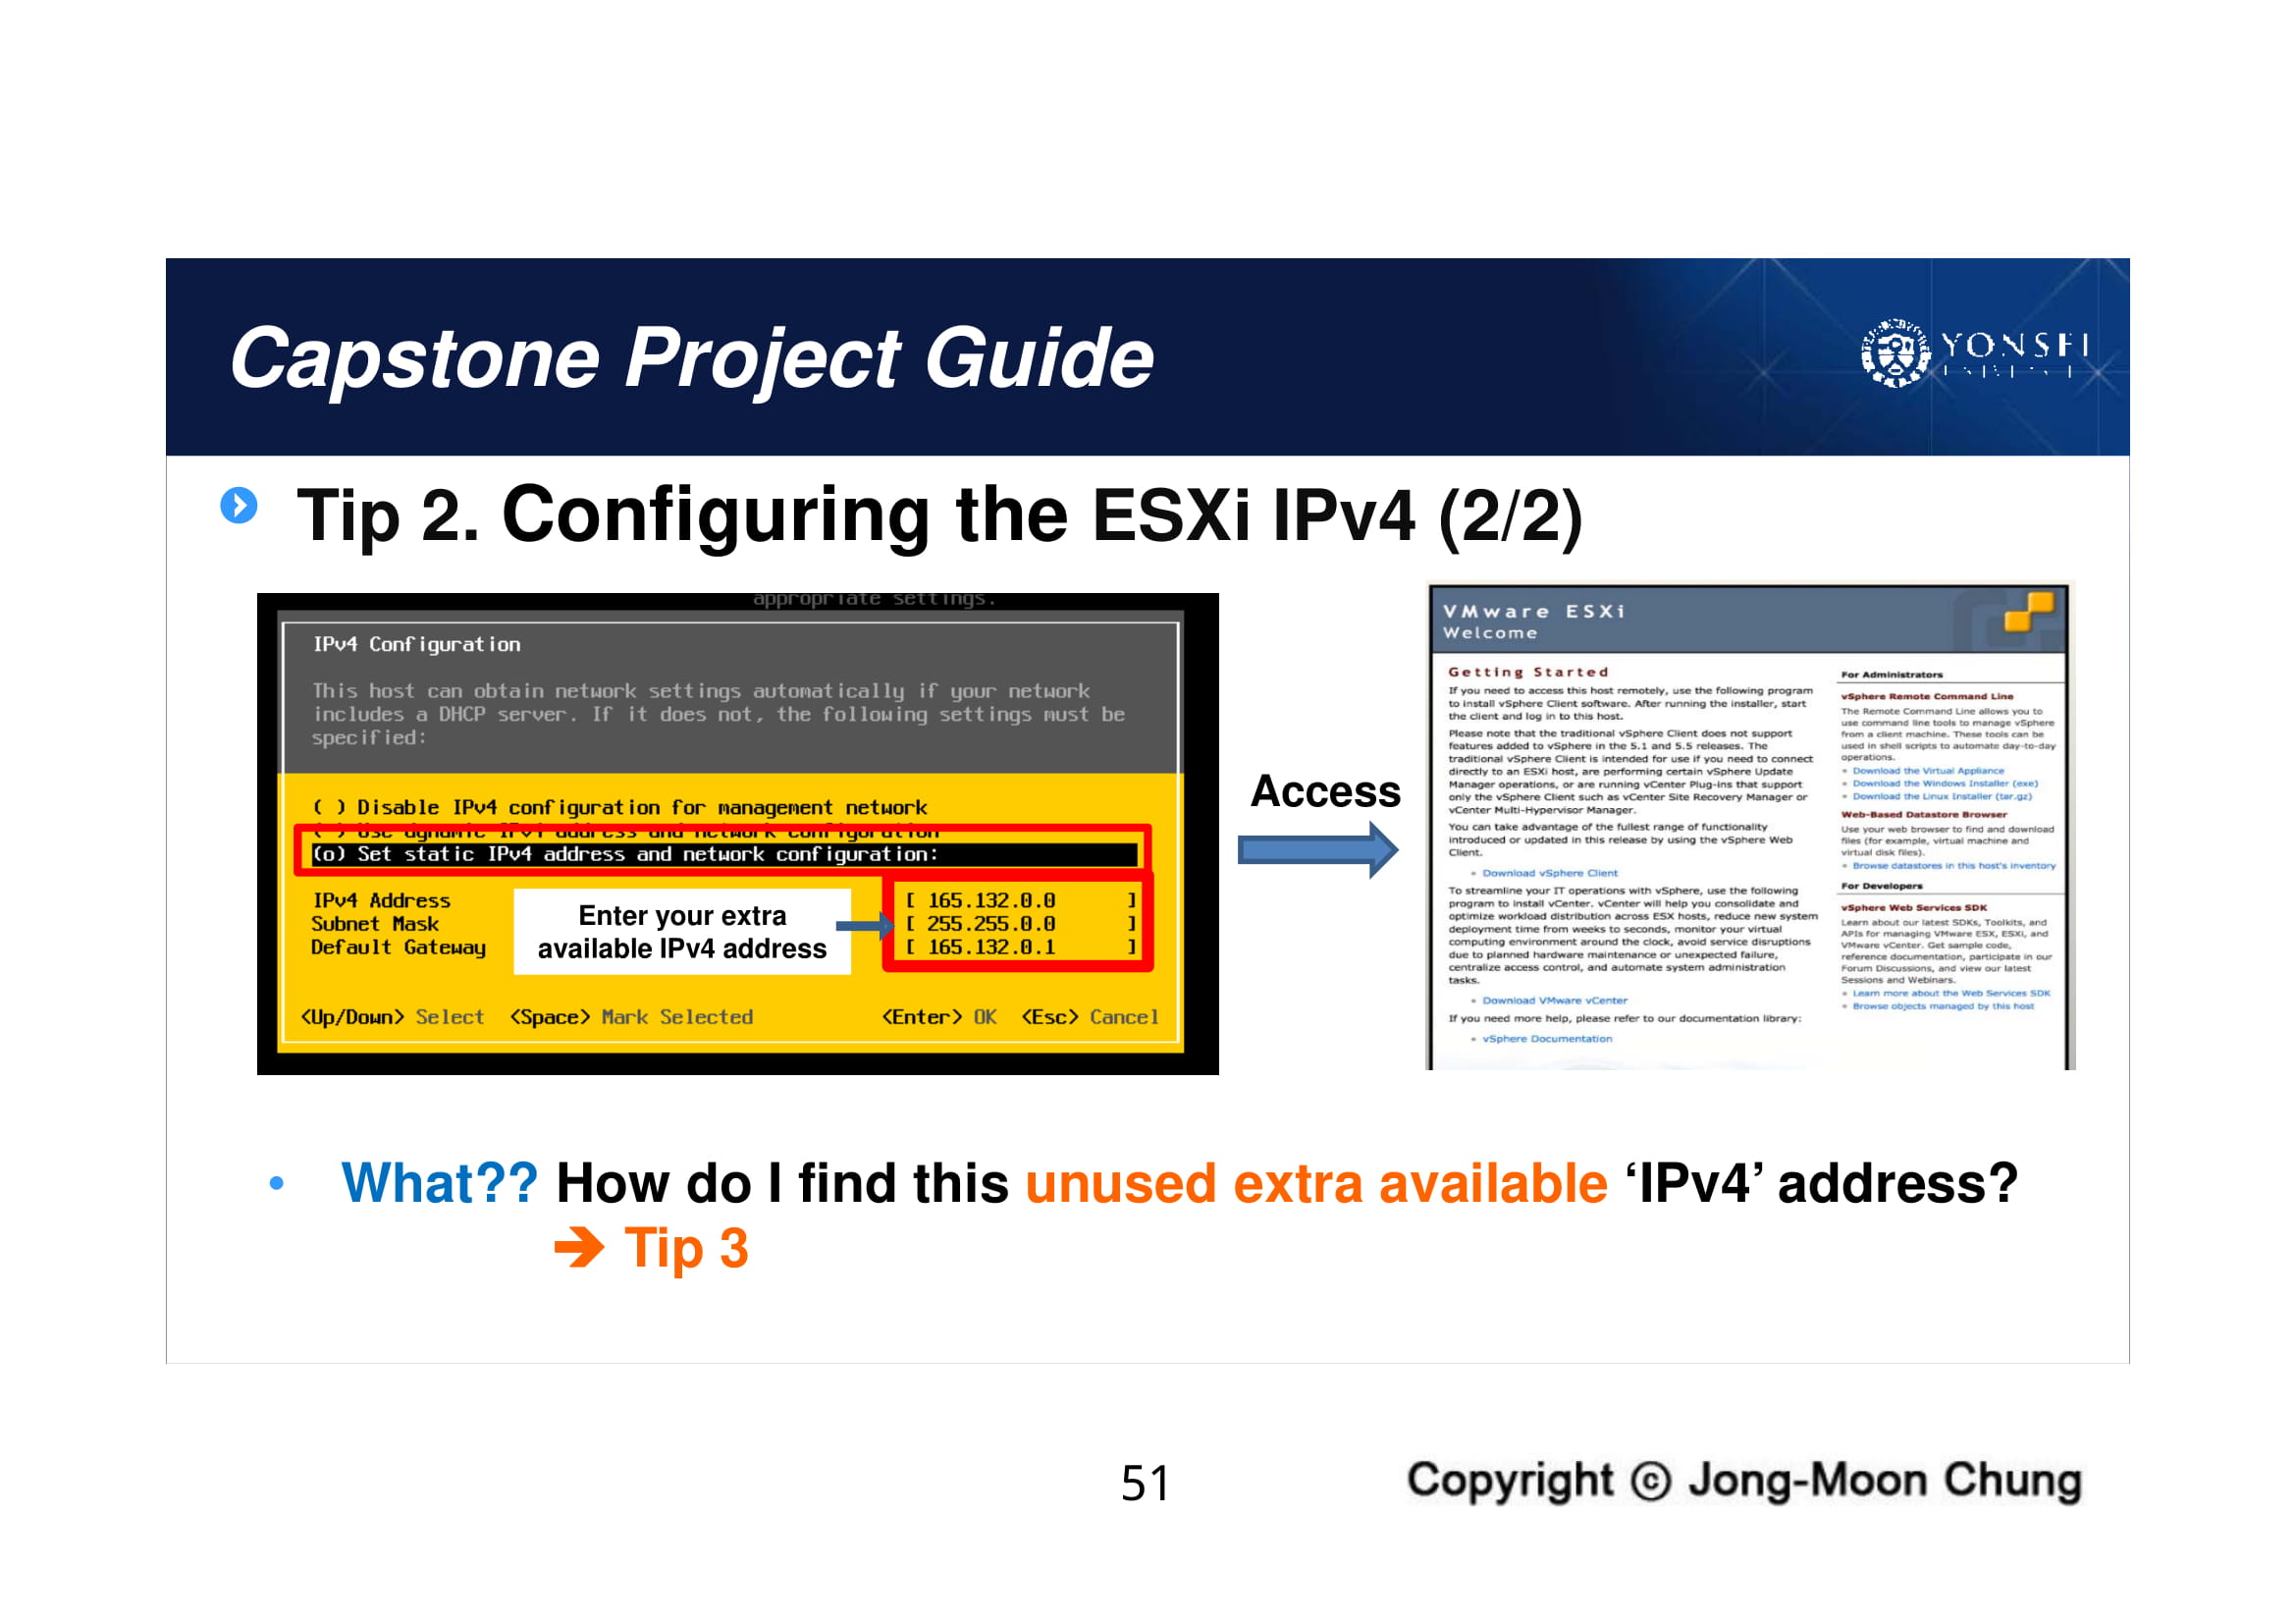 Capstone Project Guide
YONSEI
Tip 2. Configuring the ESXi IPv4 (2/2)
appropriate settings.
IPv4 Configuration
This host can obtain network settings automatically if your network
includes a DHCP server. If it does not, the following settings must be
specified:
( ) Disable IPv4 configuration for management network
( ) Use dynamic IPv4 address and network configuration
(o) Set static IPv4 address and network configuration:
IPv4 Address [ 165.132.0.0 ]
Subnet Mask [ 255.255.0.0 ]
Default Gateway [ 165.132.0.1 ]
Enter your extra
available IPv4 address
<Up/Down> Select <Space> Mark Selected <Enter> OK <Esc> Cancel
Access
VMware ESXi
Welcome
Getting Started
If you need to access this host remotely, use the following program
to install vSphere Client software. After running the installer, start
the client and log in to this host.
Please note that the traditional vSphere Client does not support
features added to vSphere in the 5.1 and 5.5 releases. The
traditional vSphere Client is intended for use if you need to connect
directly to an ESXi host, are performing certain vSphere Update
Manager operations, or are running vCenter Plug-ins that support
only the vSphere Client such as vCenter Site Recovery Manager or
vCenter Multi-Hypervisor Manager.
You can take advantage of the fullest range of functionality
introduced or updated in this release by using the vSphere Web
Client.
• Download vSphere Client
To streamline your IT operations with vSphere, use the following
program to install vCenter. vCenter will help you consolidate and
optimize workload distribution across ESX hosts, reduce new system
deployment time from weeks to seconds, monitor your virtual
computing environment around the clock, avoid service disruptions
due to planned hardware maintenance or unexpected failure,
centralize access control, and automate system administration
tasks.
• Download VMware vCenter
If you need more help, please refer to our documentation library:
• vSphere Documentation
For Administrators
vSphere Remote Command Line
The Remote Command Line allows you to
use command line tools to manage vSphere
from a client machine. These tools can be
used in shell scripts to automate day-to-day
operations.
• Download the Virtual Appliance
• Download the Windows Installer (exe)
• Download the Linux Installer (tar.gz)
Web-Based Datastore Browser
Use your web browser to find and download
files (for example, virtual machine and
virtual disk files).
• Browse datastores in this host's inventory
For Developers
vSphere Web Services SDK
Learn about our latest SDKs, Toolkits, and
APIs for managing VMware ESX, ESXi, and
VMware vCenter. Get sample code,
reference documentation, participate in our
Forum Discussions, and view our latest
Sessions and Webinars.
• Learn more about the Web Services SDK
• Browse objects managed by this host
• What?? How do I find this unused extra available ‘IPv4’ address?
➔ Tip 3
51
Copyright © Jong-Moon Chung